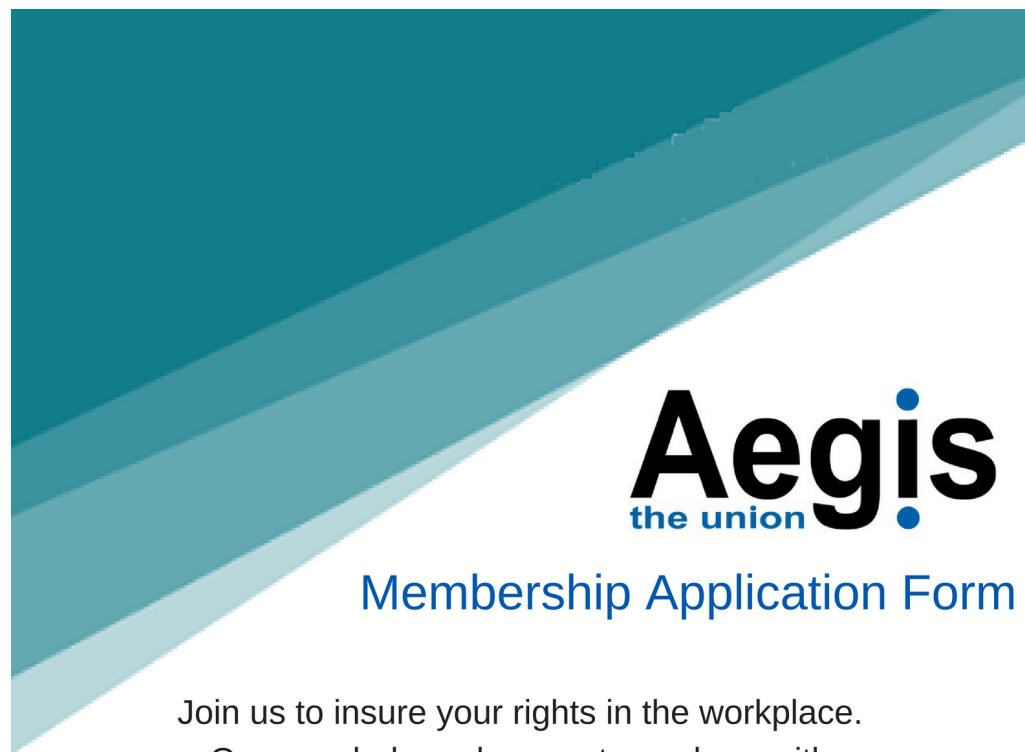 Aegis
the union
Membership Application Form
Join us to insure your rights in the workplace.